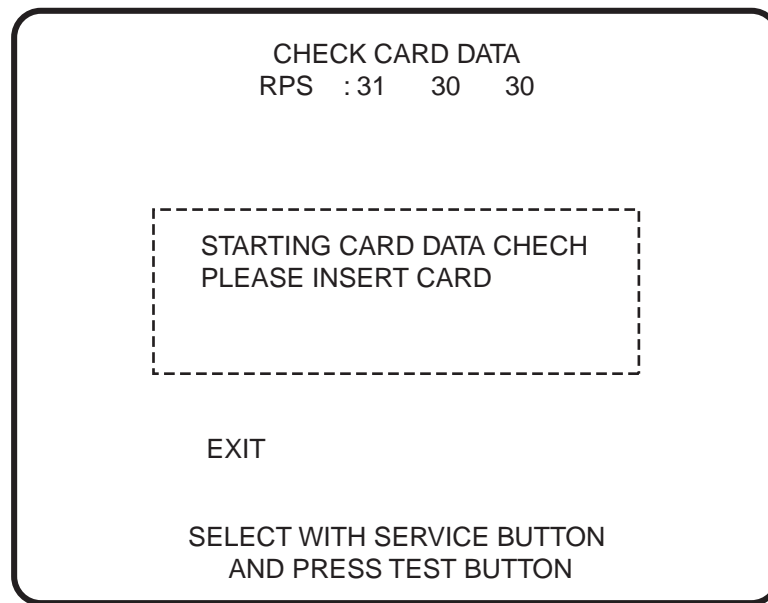 CHECK CARD DATA
RPS : 31 30 30
STARTING CARD DATA CHECH
PLEASE INSERT CARD
EXIT
SELECT WITH SERVICE BUTTON
AND PRESS TEST BUTTON